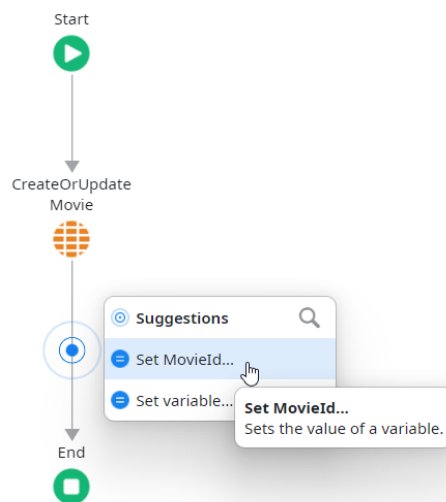 Start
CreateOrUpdate
Movie
Suggestions
Set MovieId...
Set variable...
Set MovieId...
Sets the value of a variable.
End